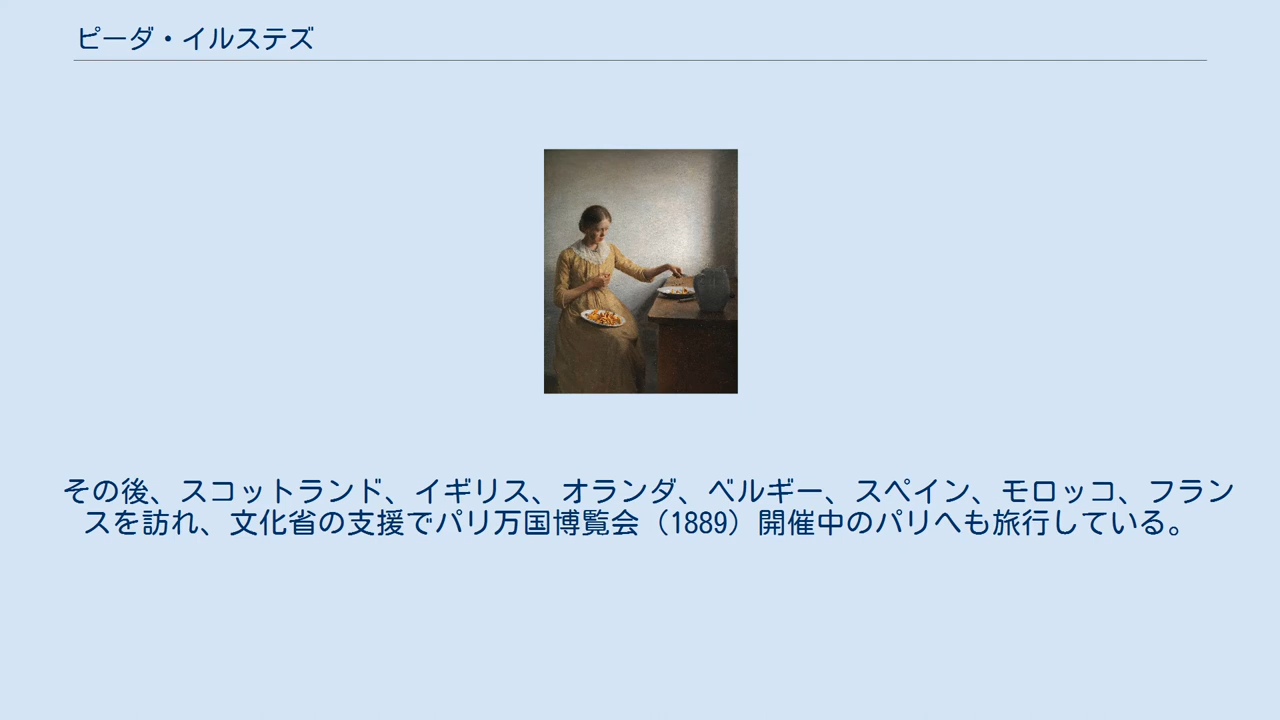 ピーダ・イルステズ
その後、スコットランド、イギリス、オランダ、ベルギー、スペイン、モロッコ、フラン
スを訪れ、文化省の支援でパリ万国博覧会（1889）開催中のパリへも旅行している。